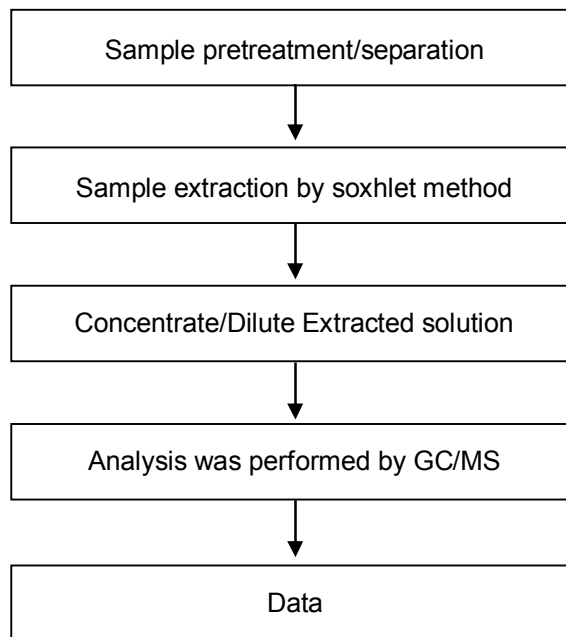 Sample pretreatment/separation
Sample extraction by soxhlet method
Concentrate/Dilute Extracted solution
Analysis was performed by GC/MS
Data